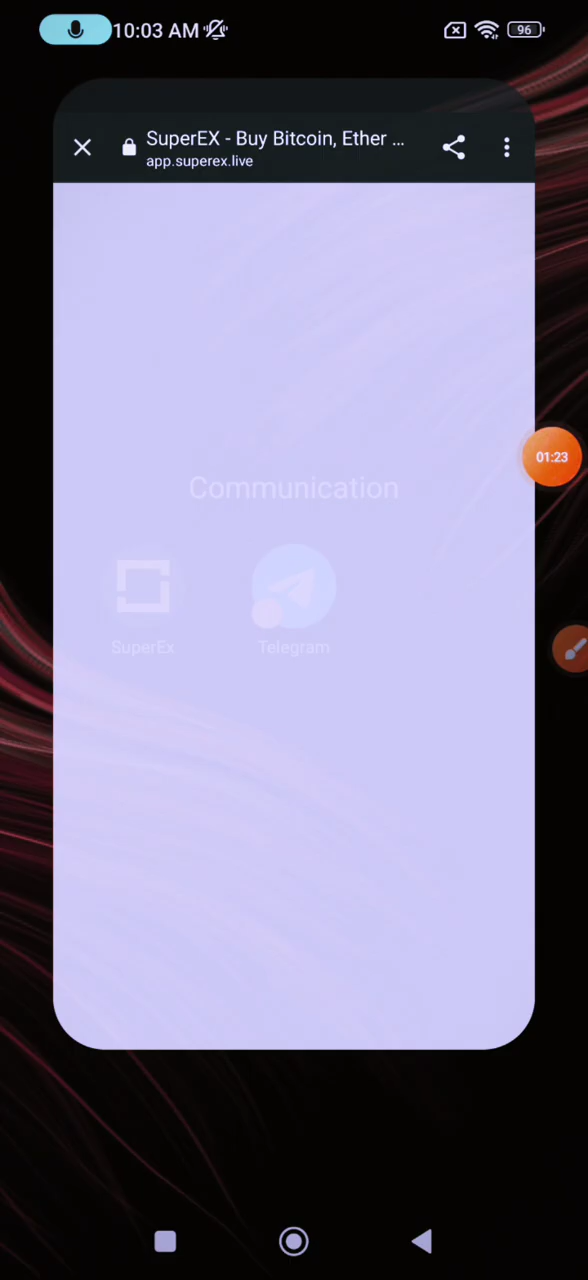 10:03 AM
96
SuperEX - Buy Bitcoin, Ether ...
app.superex.live
01:23
Communication
SuperEx
Telegram